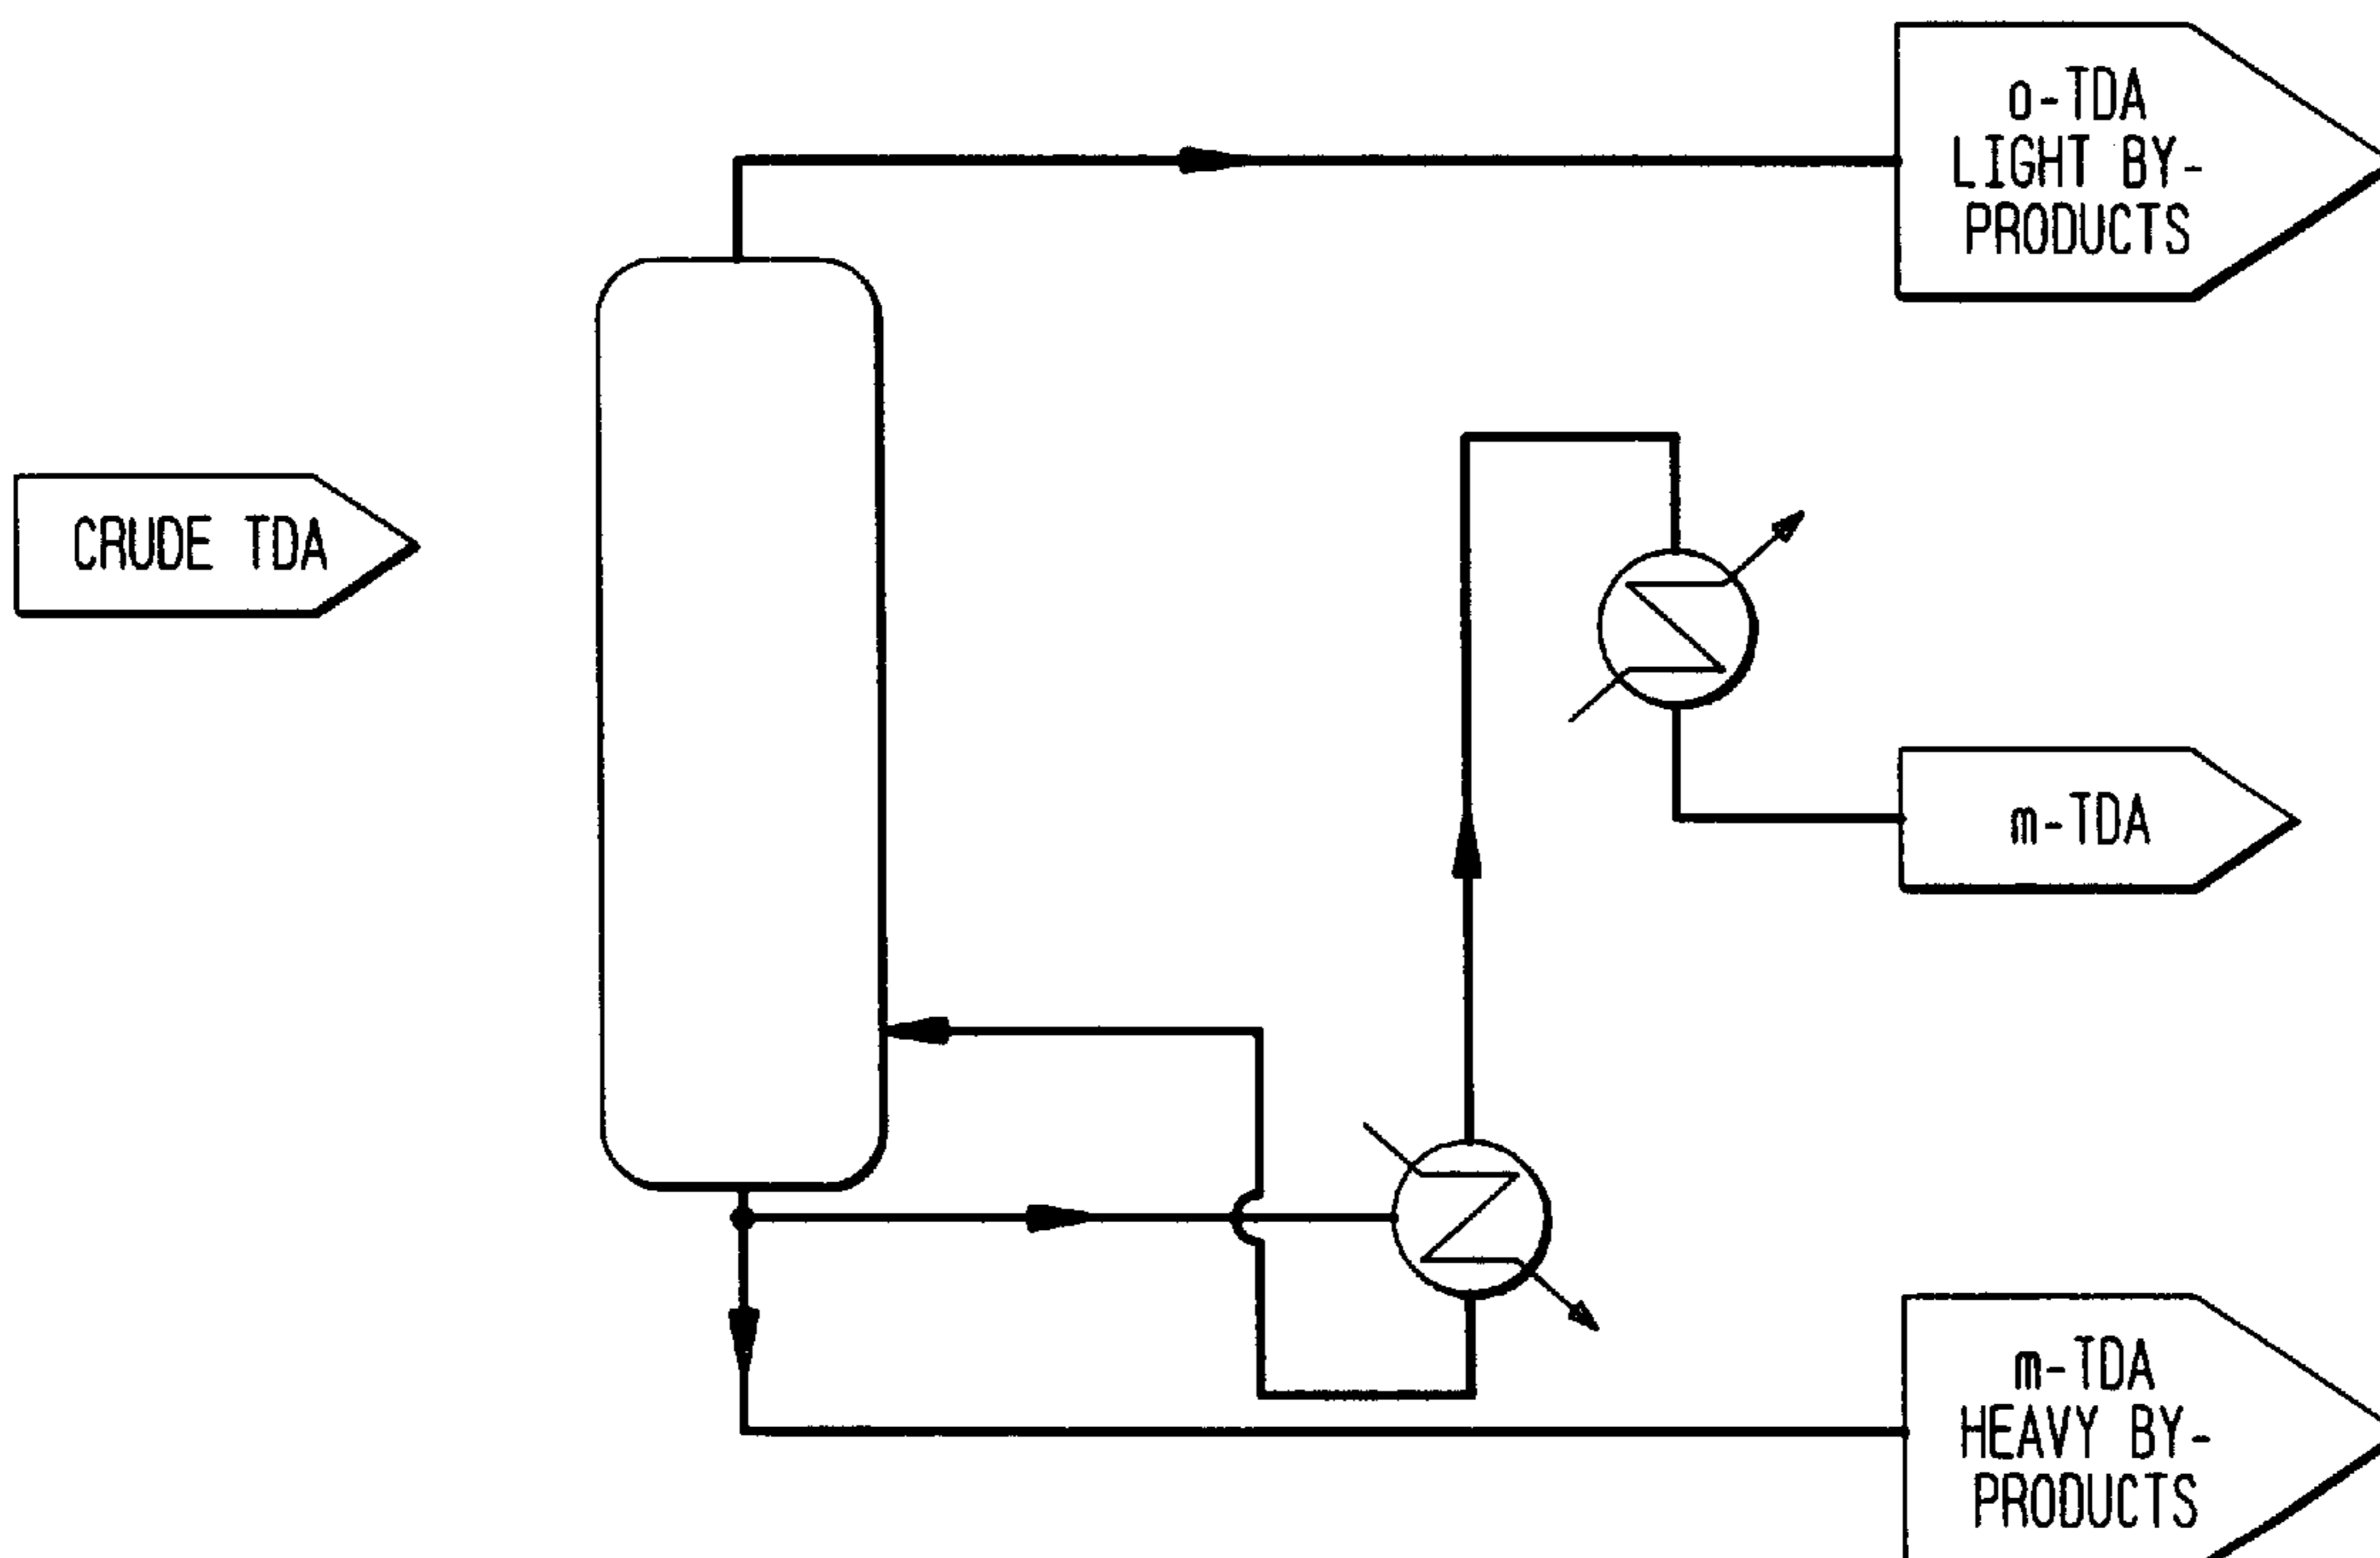 o-TDA
LIGHT BY-
PRODUCTS
CRUDE TDA
m-TDA
m-TDA
HEAVY BY-
PRODUCTS